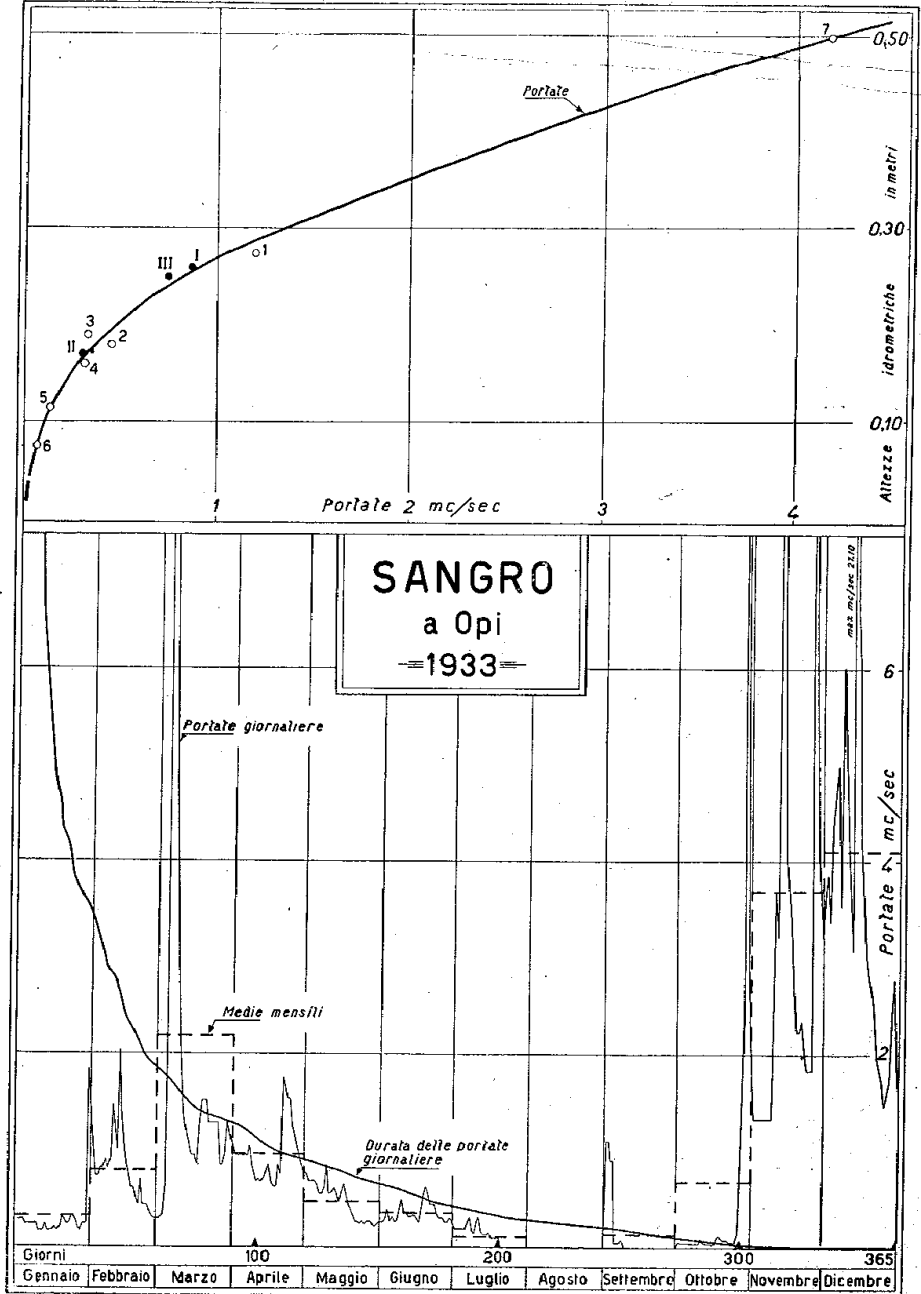 7
0,50
Portate
in metri
0,30
idrometriche
1
I
III
3
2
II
4
5
0,10
6
Altezze
1
Portate 2 mc/sec
3
4
SANGRO
a Opi
1933
max mc/sec 27.10
6
Portate giornaliere
Portate 4 mc/sec
Medie mensili
2
Durata delle portate
giornaliere
Giorni
100
200
300
365
Gennaio Febbraio Marzo Aprile Maggio Giugno Luglio Agosto Settembre Ottobre Novembre Dicembre